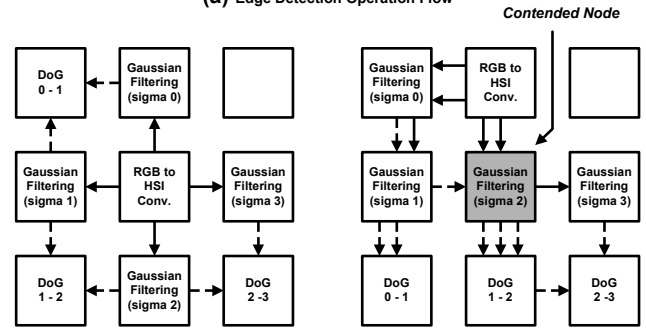 (a) Edge Detection Operation Flow
Contended Node
DoG
0 - 1
Gaussian
Filtering
(sigma 0)
Gaussian
Filtering
(sigma 1)
RGB to
HSI
Conv.
Gaussian
Filtering
(sigma 3)
DoG
1 - 2
Gaussian
Filtering
(sigma 2)
DoG
2 -3
Gaussian
Filtering
(sigma 0)
RGB to
HSI
Conv.
Gaussian
Filtering
(sigma 1)
Gaussian
Filtering
(sigma 2)
Gaussian
Filtering
(sigma 3)
DoG
0 - 1
DoG
1 - 2
DoG
2 -3